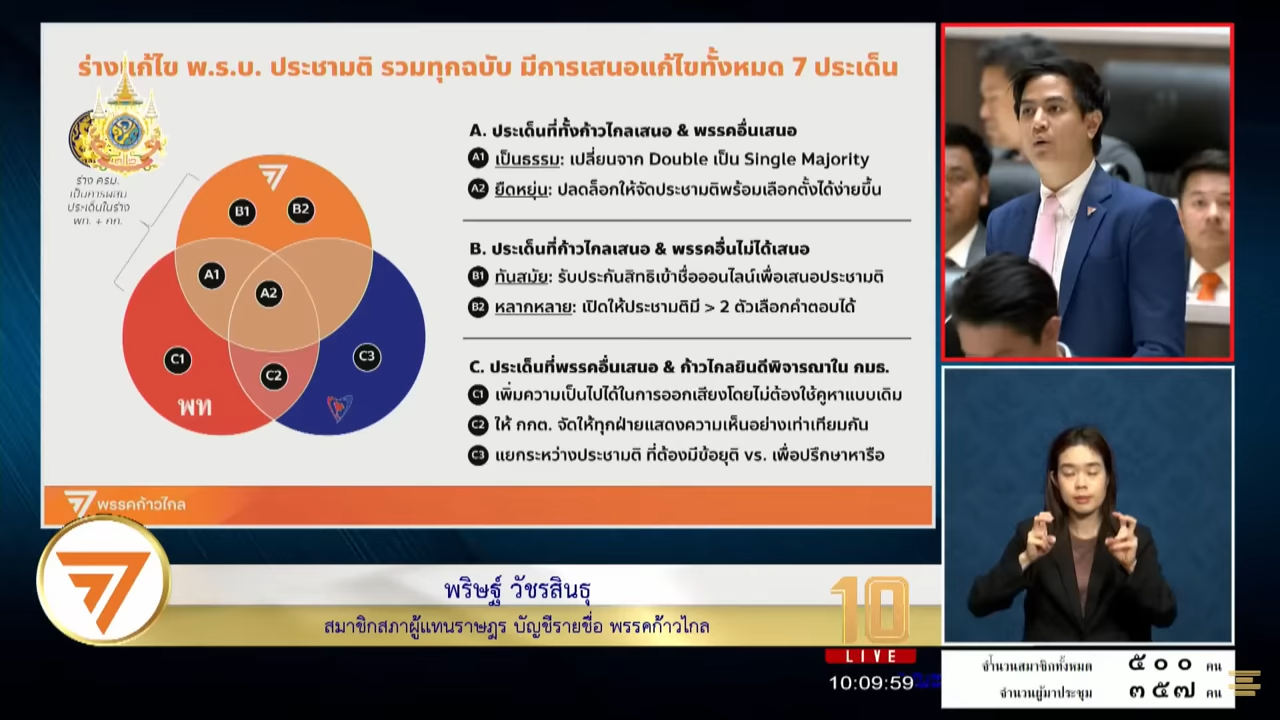 ร่างแก้ไข พ.ร.บ. ประชามติ รวมทุกฉบับ มีการเสนอแก้ไขทั้งหมด 7 ประเด็น
ร่าง ครม.
เป็นการผสม
ประเด็นในร่าง
พท. + กก.
B1
B2
A1
A2
C1
C2
C3
พท
A. ประเด็นที่ทั้งก้าวไกลเสนอ & พรรคอื่นเสนอ
A1 เป็นธรรม: เปลี่ยนจาก Double เป็น Single Majority
A2 ยืดหยุ่น: ปลดล็อกให้จัดประชามติพร้อมเลือกตั้งได้ง่ายขึ้น
B. ประเด็นที่ก้าวไกลเสนอ & พรรคอื่นไม่ได้เสนอ
B1 ทันสมัย: รับประกันสิทธิเข้าชื่อออนไลน์เพื่อเสนอประชามติ
B2 หลากหลาย: เปิดให้ประชามติมี > 2 ตัวเลือกคำตอบได้
C. ประเด็นที่พรรคอื่นเสนอ & ก้าวไกลยินดีพิจารณาใน กมธ.
C1 เพิ่มความเป็นไปได้ในการออกเสียงโดยไม่ต้องใช้คูหาแบบเดิม
C2 ให้ กกต. จัดให้ทุกฝ่ายแสดงความเห็นอย่างเท่าเทียมกัน
C3 แยกระหว่างประชามติ ที่ต้องมีข้อยุติ vs. เพื่อปรึกษาหารือ
พรรคก้าวไกล
พริษฐ์ วัชรสินธุ
สมาชิกสภาผู้แทนราษฎร บัญชีรายชื่อ พรรคก้าวไกล
10
LIVE
10:09:59
จำนวนสมาชิกทั้งหมด ๕๐๐ คน
จำนวนผู้มาประชุม ๓๕๗ คน